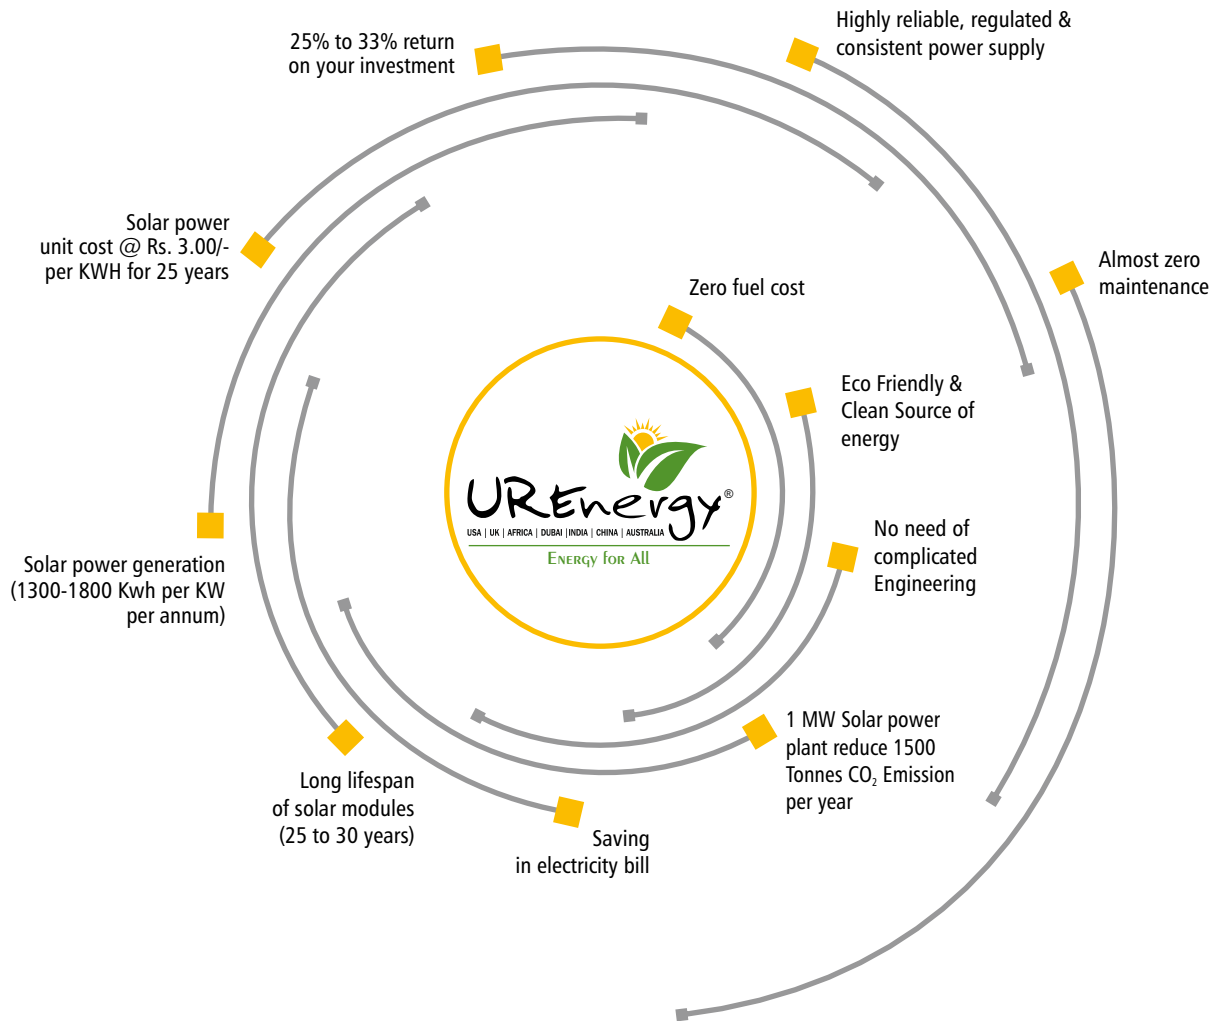 Highly reliable, regulated &
consistent power supply
25% to 33% return
on your investment
Solar power
unit cost @ Rs. 3.00/-
per KWH for 25 years
Almost zero
maintenance
Zero fuel cost
Eco Friendly &
Clean Source of
energy
UREnergy®
USA | UK | AFRICA | DUBAI |INDIA | CHINA | AUSTRALIA
Energy for All
No need of
complicated
Engineering
Solar power generation
(1300-1800 Kwh per KW
per annum)
1 MW Solar power
plant reduce 1500
Tonnes CO₂ Emission
per year
Long lifespan
of solar modules
(25 to 30 years)
Saving
in electricity bill